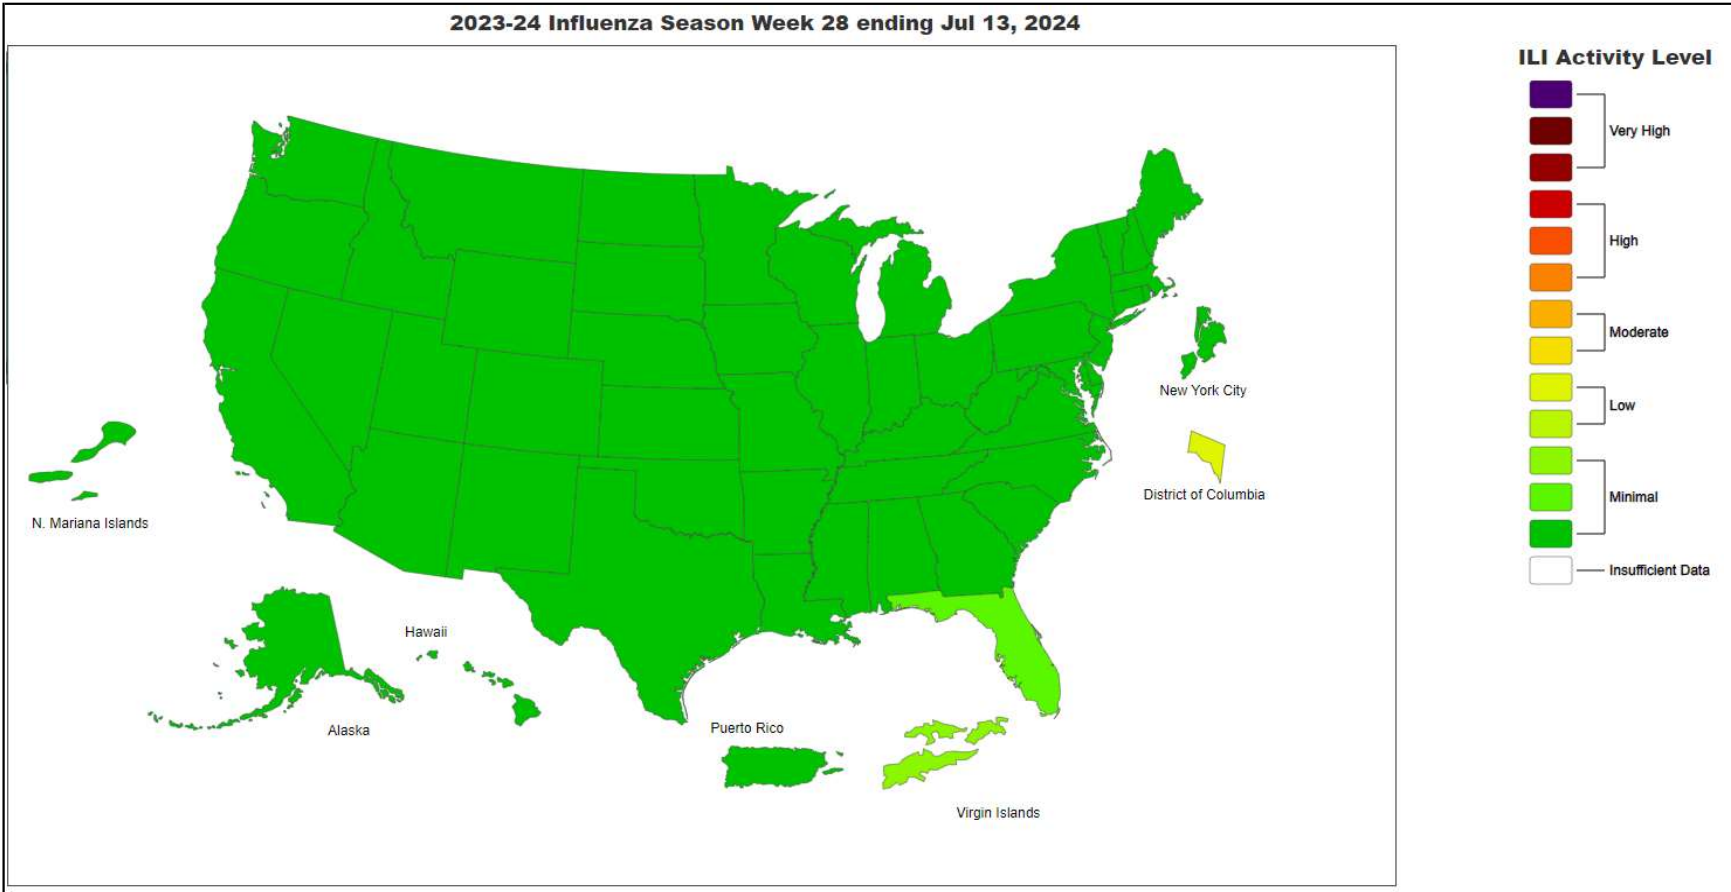 2023-24 Influenza Season Week 28 ending Jul 13, 2024
ILI Activity Level
Very High
High
Moderate
Low
Minimal
Insufficient Data
New York City
District of Columbia
N. Mariana Islands
Hawaii
Alaska
Puerto Rico
Virgin Islands